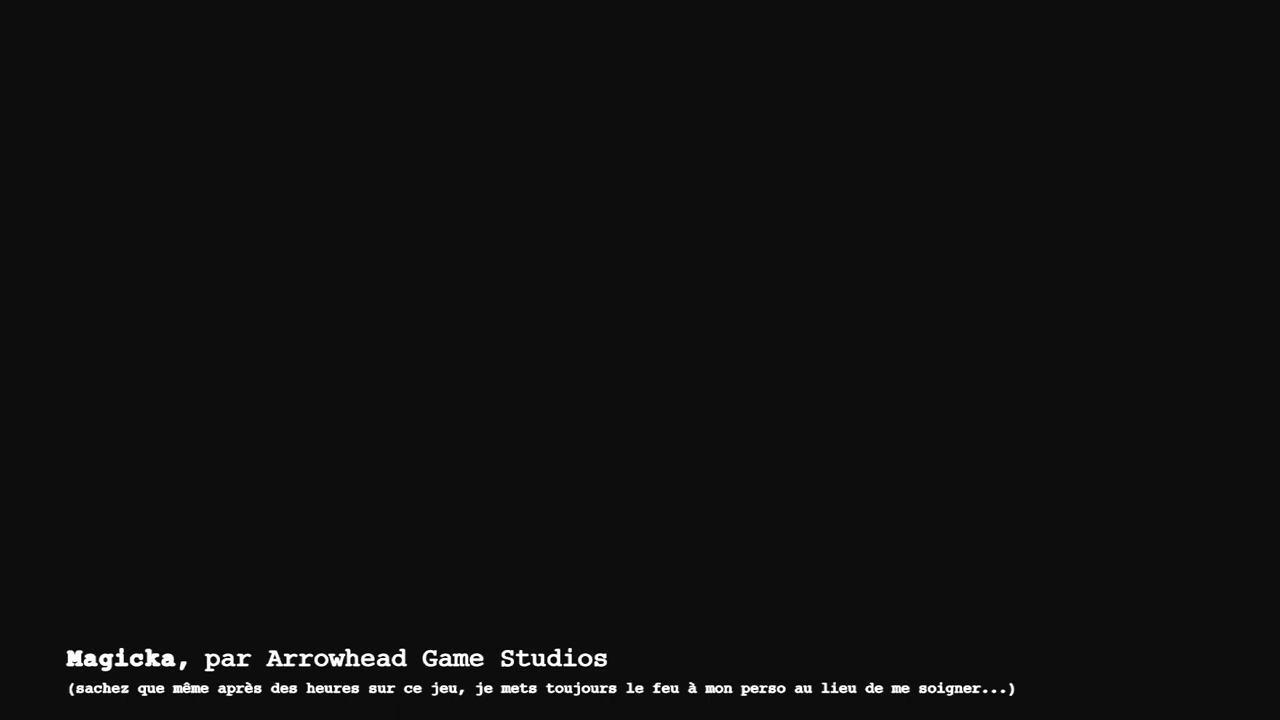 Magicka, par Arrowhead Game Studios
(sachez que même après des heures sur ce jeu, je mets toujours le feu à mon perso au lieu de me soigner...)